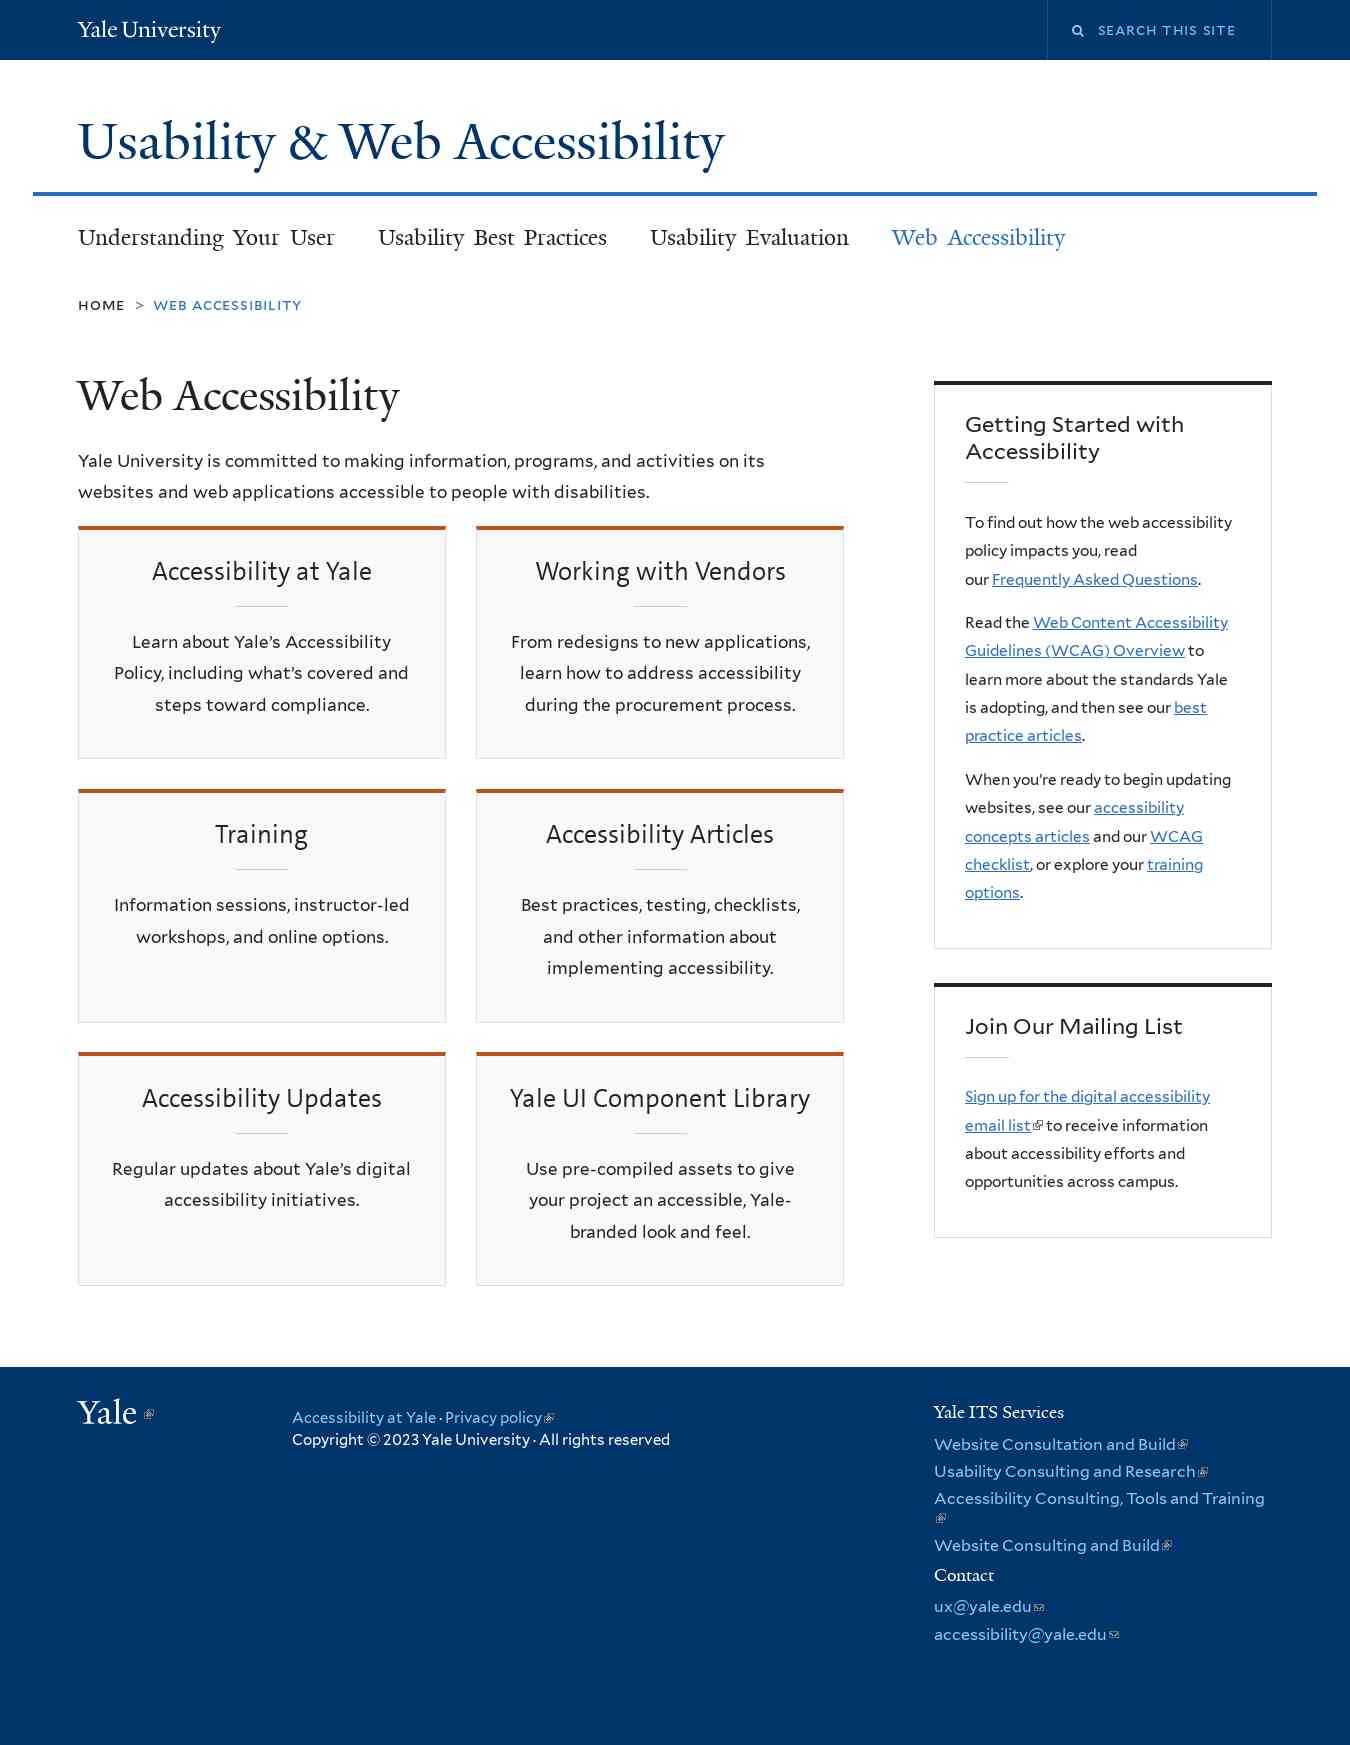 Yale University
SEARCH THIS SITE
Usability & Web Accessibility
Understanding Your User
Usability Best Practices
Usability Evaluation
Web Accessibility
HOME > WEB ACCESSIBILITY
Web Accessibility
Yale University is committed to making information, programs, and activities on its
websites and web applications accessible to people with disabilities.
Accessibility at Yale
Learn about Yale’s Accessibility
Policy, including what’s covered and
steps toward compliance.
Working with Vendors
From redesigns to new applications,
learn how to address accessibility
during the procurement process.
Training
Information sessions, instructor-led
workshops, and online options.
Accessibility Articles
Best practices, testing, checklists,
and other information about
implementing accessibility.
Accessibility Updates
Regular updates about Yale’s digital
accessibility initiatives.
Yale UI Component Library
Use pre-compiled assets to give
your project an accessible, Yale-
branded look and feel.
Getting Started with
Accessibility
To find out how the web accessibility
policy impacts you, read
our Frequently Asked Questions.
Read the Web Content Accessibility
Guidelines (WCAG) Overview to
learn more about the standards Yale
is adopting, and then see our best
practice articles.
When you’re ready to begin updating
websites, see our accessibility
concepts articles and our WCAG
checklist, or explore your training
options.
Join Our Mailing List
Sign up for the digital accessibility
email list to receive information
about accessibility efforts and
opportunities across campus.
Yale
Accessibility at Yale · Privacy policy
Copyright © 2023 Yale University · All rights reserved
Yale ITS Services
Website Consultation and Build
Usability Consulting and Research
Accessibility Consulting, Tools and Training
Website Consulting and Build
Contact
ux@yale.edu
accessibility@yale.edu